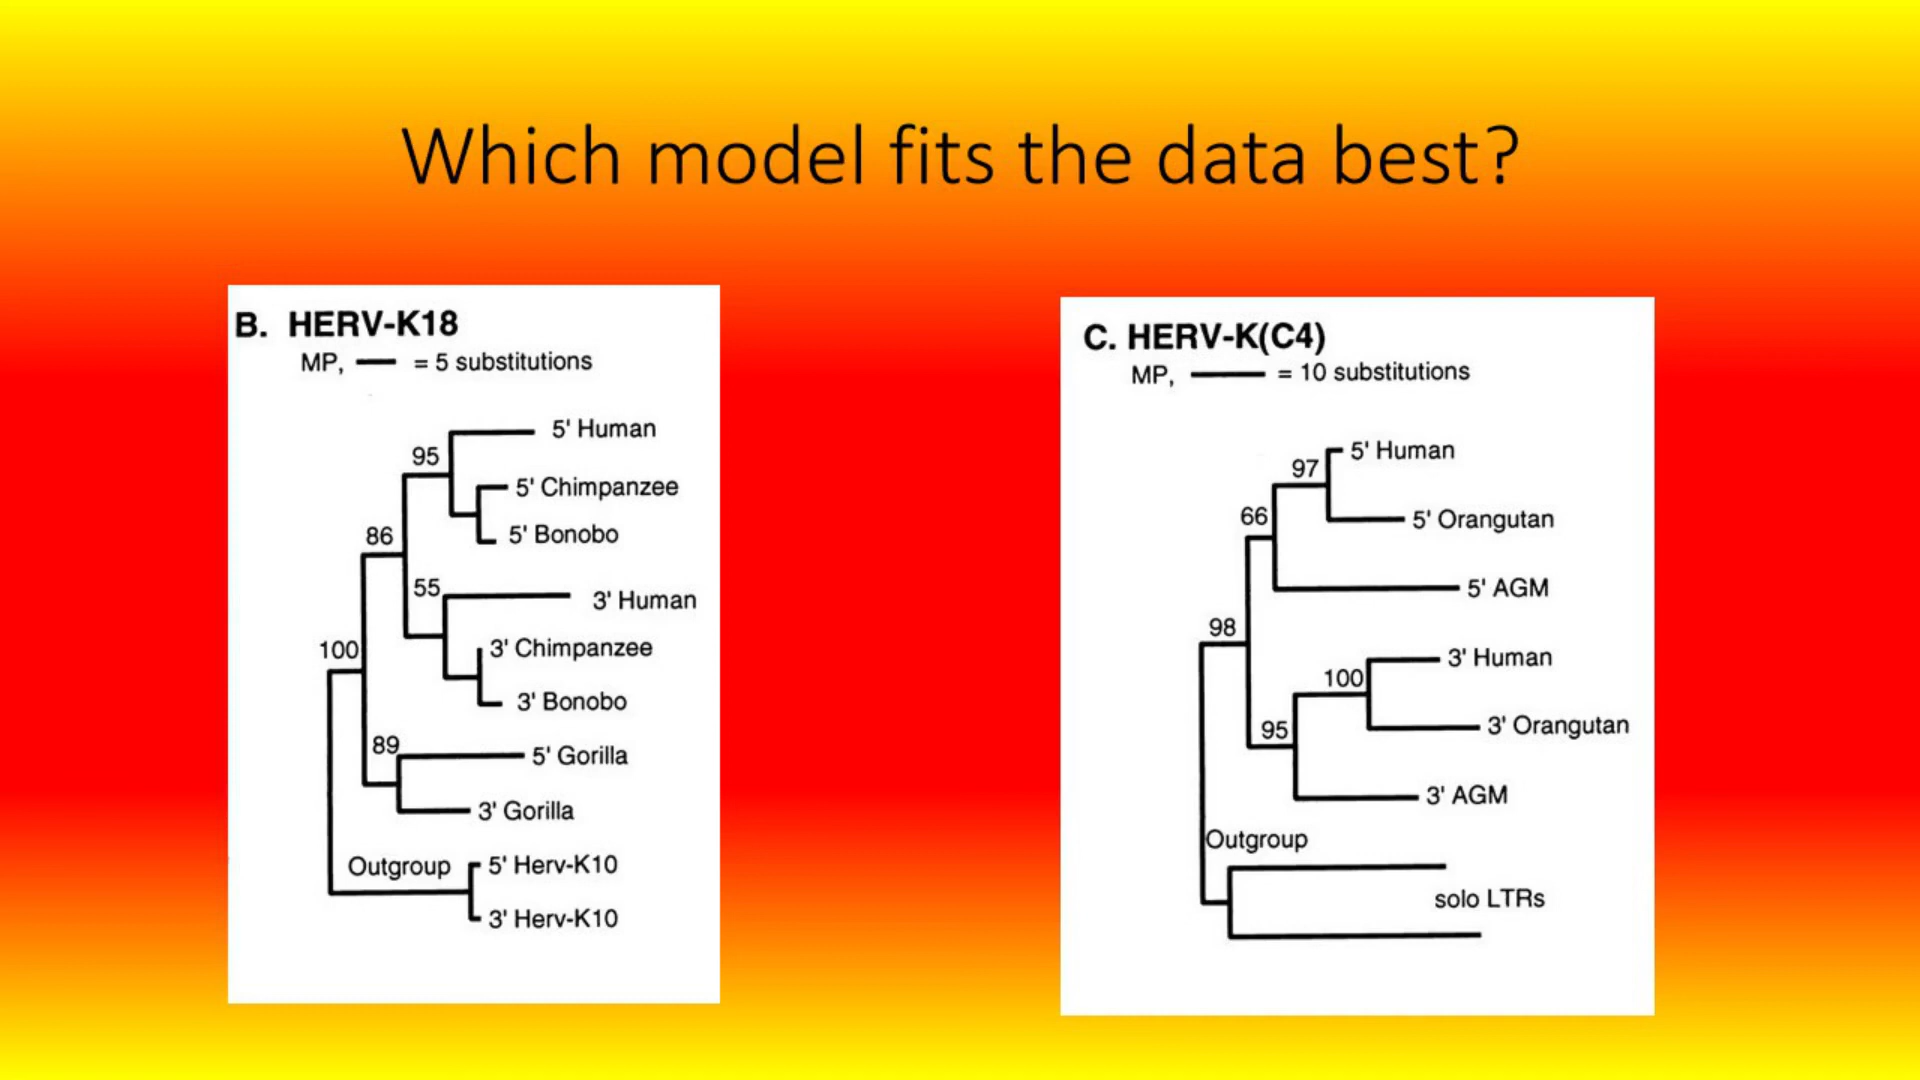 Which model fits the data best?
B. HERV-K18
MP, = 5 substitutions
5' Human
95
5' Chimpanzee
5' Bonobo
86
55
3' Human
3' Chimpanzee
100
3' Bonobo
89
5' Gorilla
3' Gorilla
Outgroup
5' Herv-K10
3' Herv-K10
C. HERV-K(C4)
MP, = 10 substitutions
5' Human
97
5' Orangutan
66
5' AGM
98
3' Human
100
3' Orangutan
95
3' AGM
Outgroup
solo LTRs